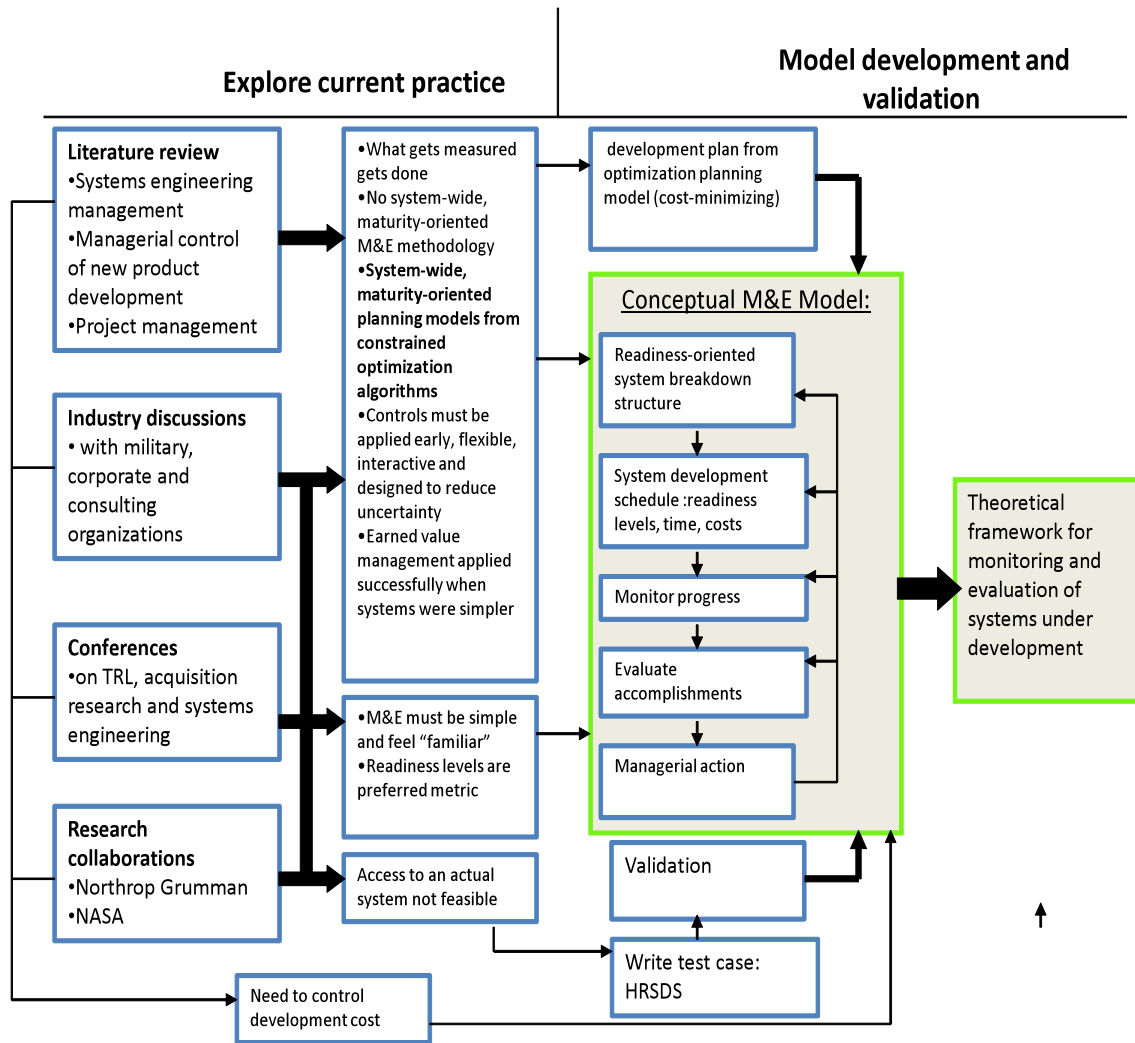 Explore current practice
Model development and
validation
Literature review
•Systems engineering
management
•Managerial control
of new product
development
•Project management
Industry discussions
• with military,
corporate and
consulting
organizations
Conferences
•on TRL, acquisition
research and systems
engineering
Research
collaborations
•Northrop Grumman
•NASA
•What gets measured
gets done
•No system-wide,
maturity-oriented
M&E methodology
•System-wide,
maturity-oriented
planning models from
constrained
optimization
algorithms
•Controls must be
applied early, flexible,
interactive and
designed to reduce
uncertainty
•Earned value
management applied
successfully when
systems were simpler
•M&E must be simple
and feel “familiar”
•Readiness levels are
preferred metric
Access to an actual
system not feasible
Need to control
development cost
development plan from
optimization planning
model (cost-minimizing)
Conceptual M&E Model:
Readiness-oriented
system breakdown
structure
System development
schedule :readiness
levels, time, costs
Monitor progress
Evaluate
accomplishments
Managerial action
Validation
Write test case:
HRSDS
Theoretical
framework for
monitoring and
evaluation of
systems under
development